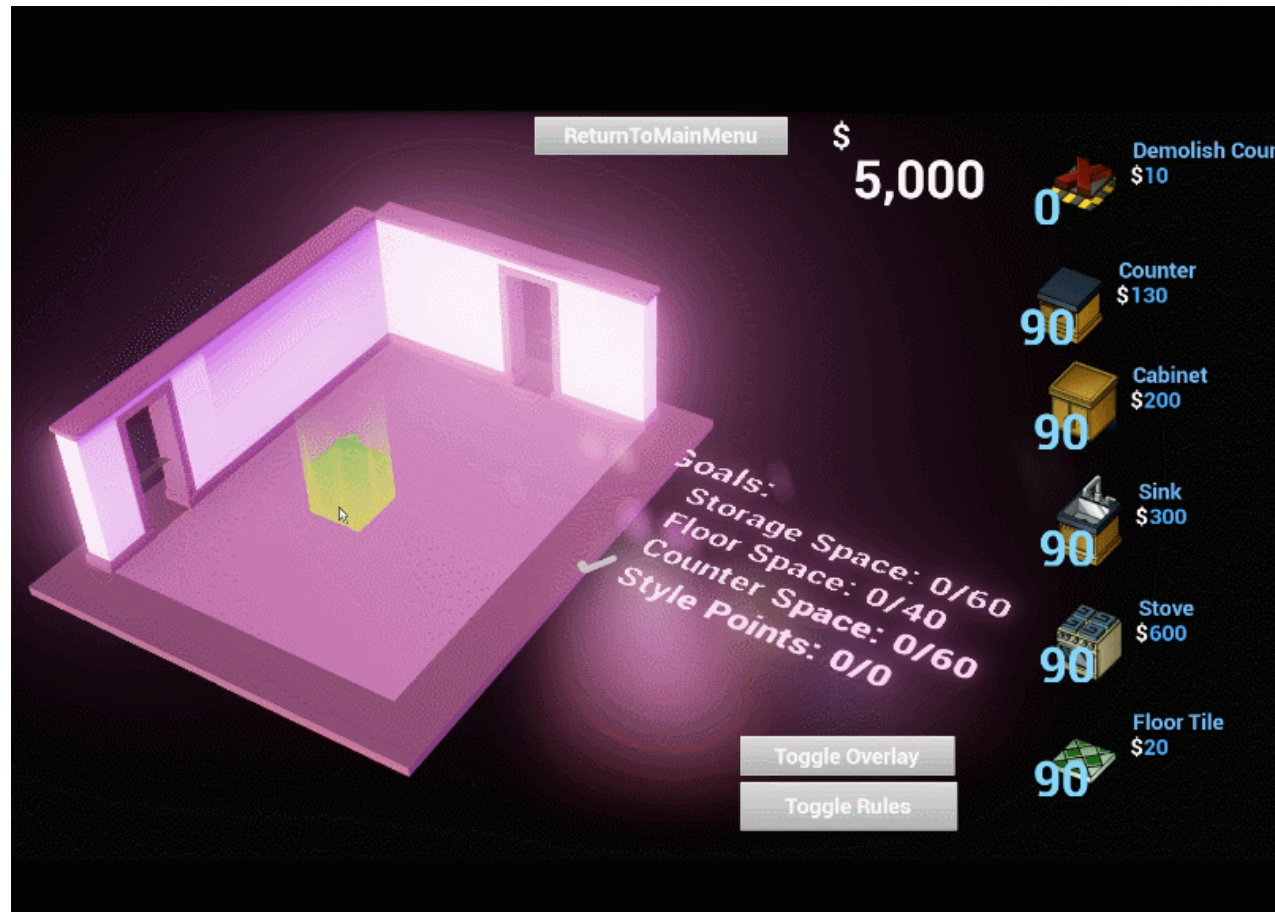 ReturnToMainMenu
$
5,000
Demolish Cour
$10
0
Counter
$130
90
Cabinet
$200
90
Sink
$300
90
Stove
$600
90
Floor Tile
$20
90
Goals:
Storage Space: 0/60
Floor Space: 0/40
Counter Space: 0/60
Style Points: 0/0
Toggle Overlay
Toggle Rules